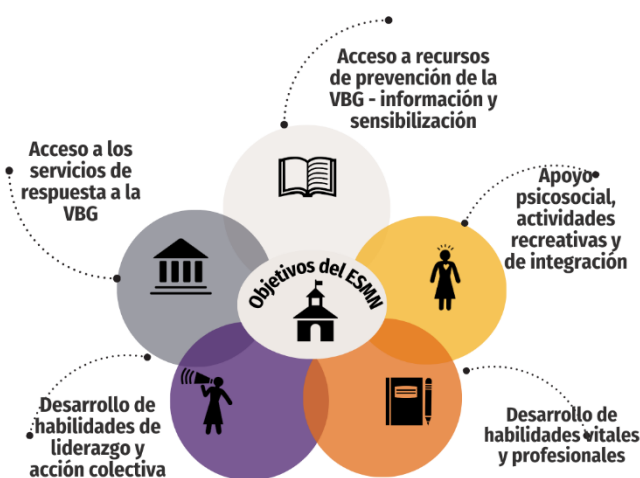 Acceso a recursos
de prevención de la
VBG - información y
sensibilización
Acceso a los
servicios de
respuesta a la
VBG
Apoyo
psicosocial,
actividades
recreativas y
de integración
Objetivos del ESMN
Desarrollo de
habilidades de
liderazgo y
acción colectiva
Desarrollo de
habilidades vitales
y profesionales